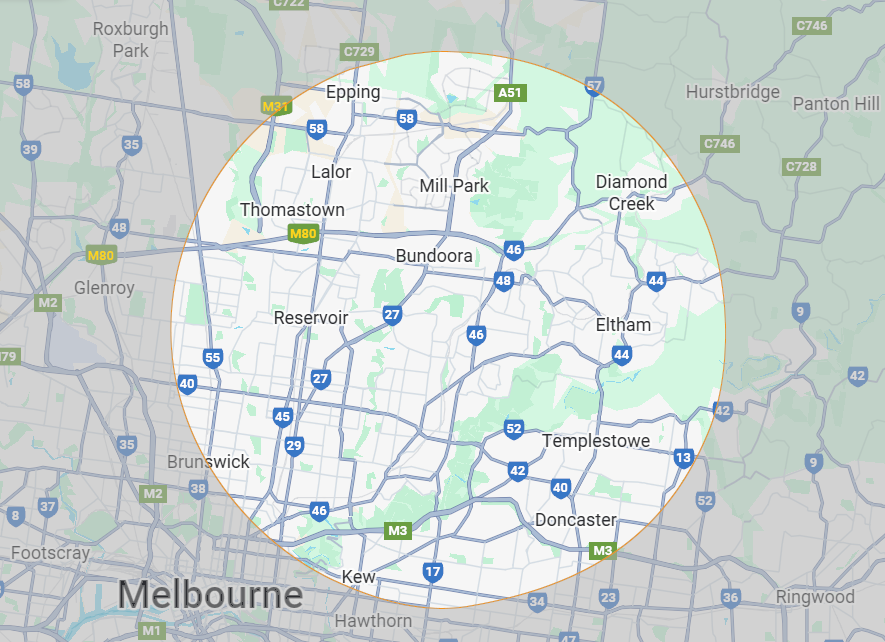 C722
Roxburgh
Park
C746
C729
58
M31
Epping
A51
57
Hurstbridge
Panton Hill
58
58
39
35
C746
C728
Lalor
Mill Park
Diamond
Creek
Thomastown
48
M80
46
M80
Bundoora
48
44
Glenroy
M2
9
Reservoir
27
46
Eltham
44
79
55
27
40
42
42
45
52
35
29
Templestowe
13
Brunswick
42
9
M2
38
40
52
37
8
46
Doncaster
M3
M3
Footscray
17
Kew
Melbourne
34
23
36
Ringwood
Hawthorn
M1
47